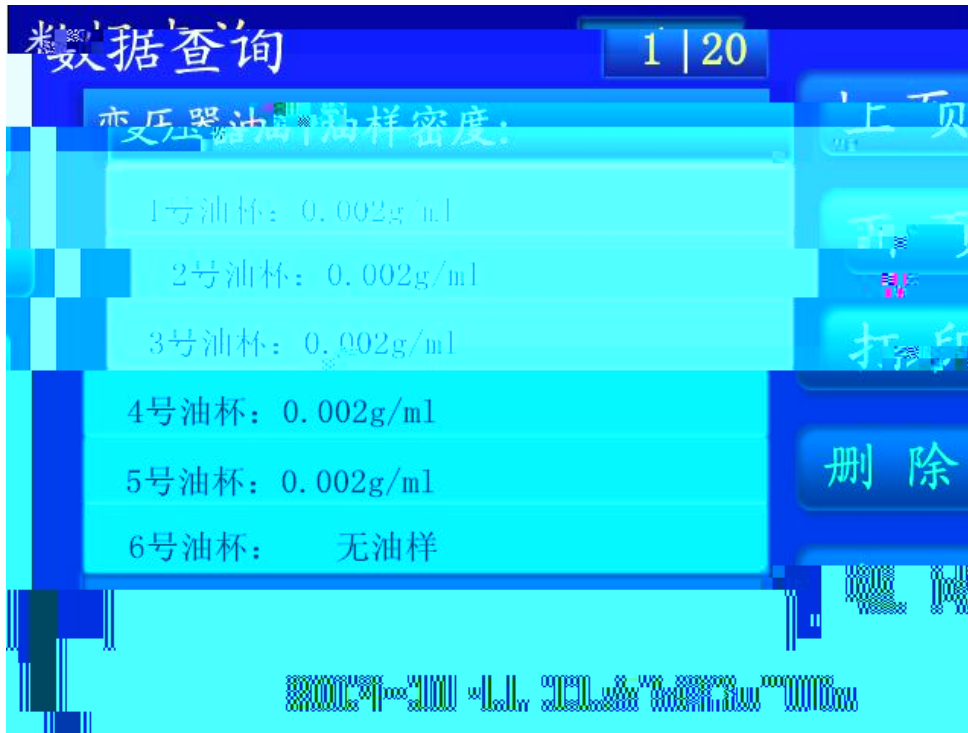 数据查询
1|20
上 页
变压器油 油样密度:
1号油杯: 0.002g/ml
2号油杯: 0.002g/ml
3号油杯: 0.002g/ml
打 印
4号油杯: 0.002g/ml
5号油杯: 0.002g/ml
删 除
6号油杯: 无油样